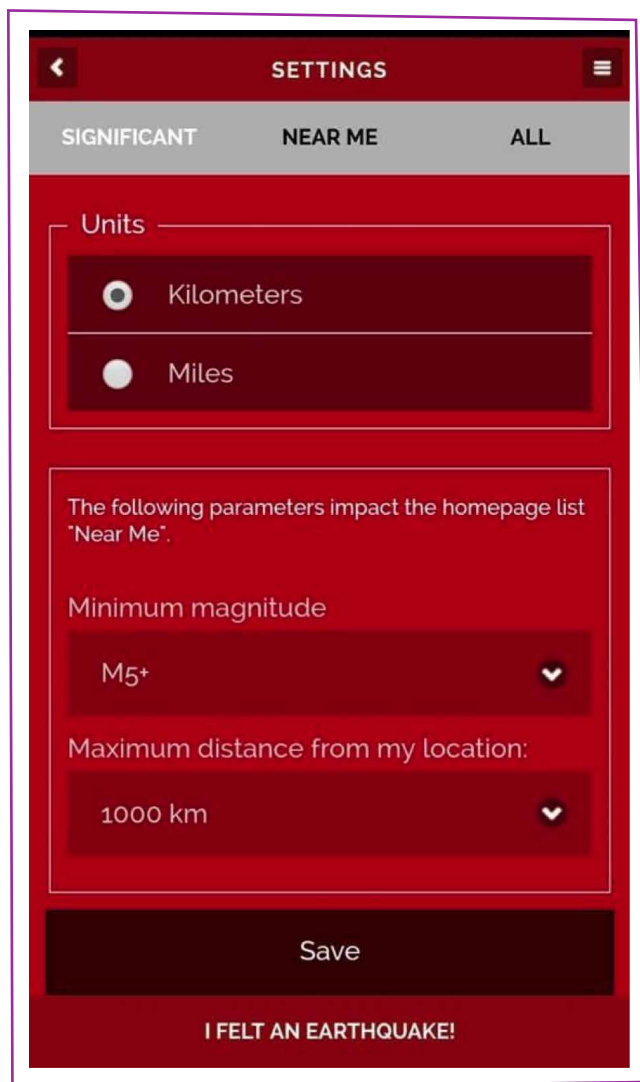 SETTINGS
SIGNIFICANT NEAR ME ALL
Units
Kilometers
Miles
The following parameters impact the homepage list
"Near Me".
Minimum magnitude
M5+
Maximum distance from my location:
1000 km
Save
I FELT AN EARTHQUAKE!